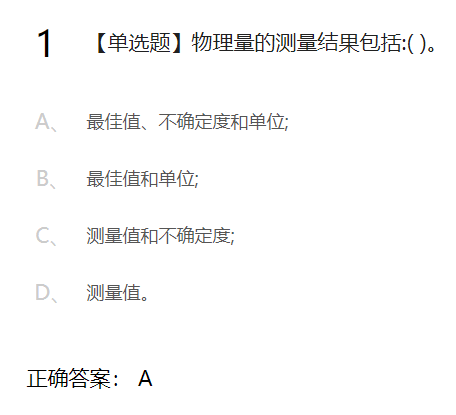 1 【单选题】物理量的测量结果包括:( )。
A、 最佳值、不确定度和单位;
B、 最佳值和单位;
C、 测量值和不确定度;
D、 测量值。
正确答案： A